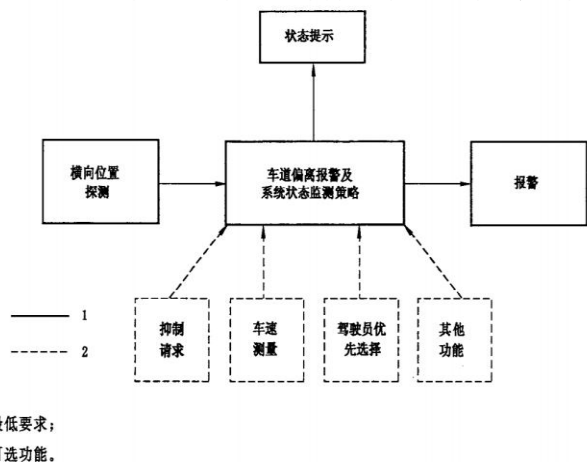 状态提示
横向位置
探测
车道偏离报警及
系统状态监测策略
报警
抑制
请求
车速
测量
驾驶员优
先选择
其他
功能
1
2
低要求;
选功能。